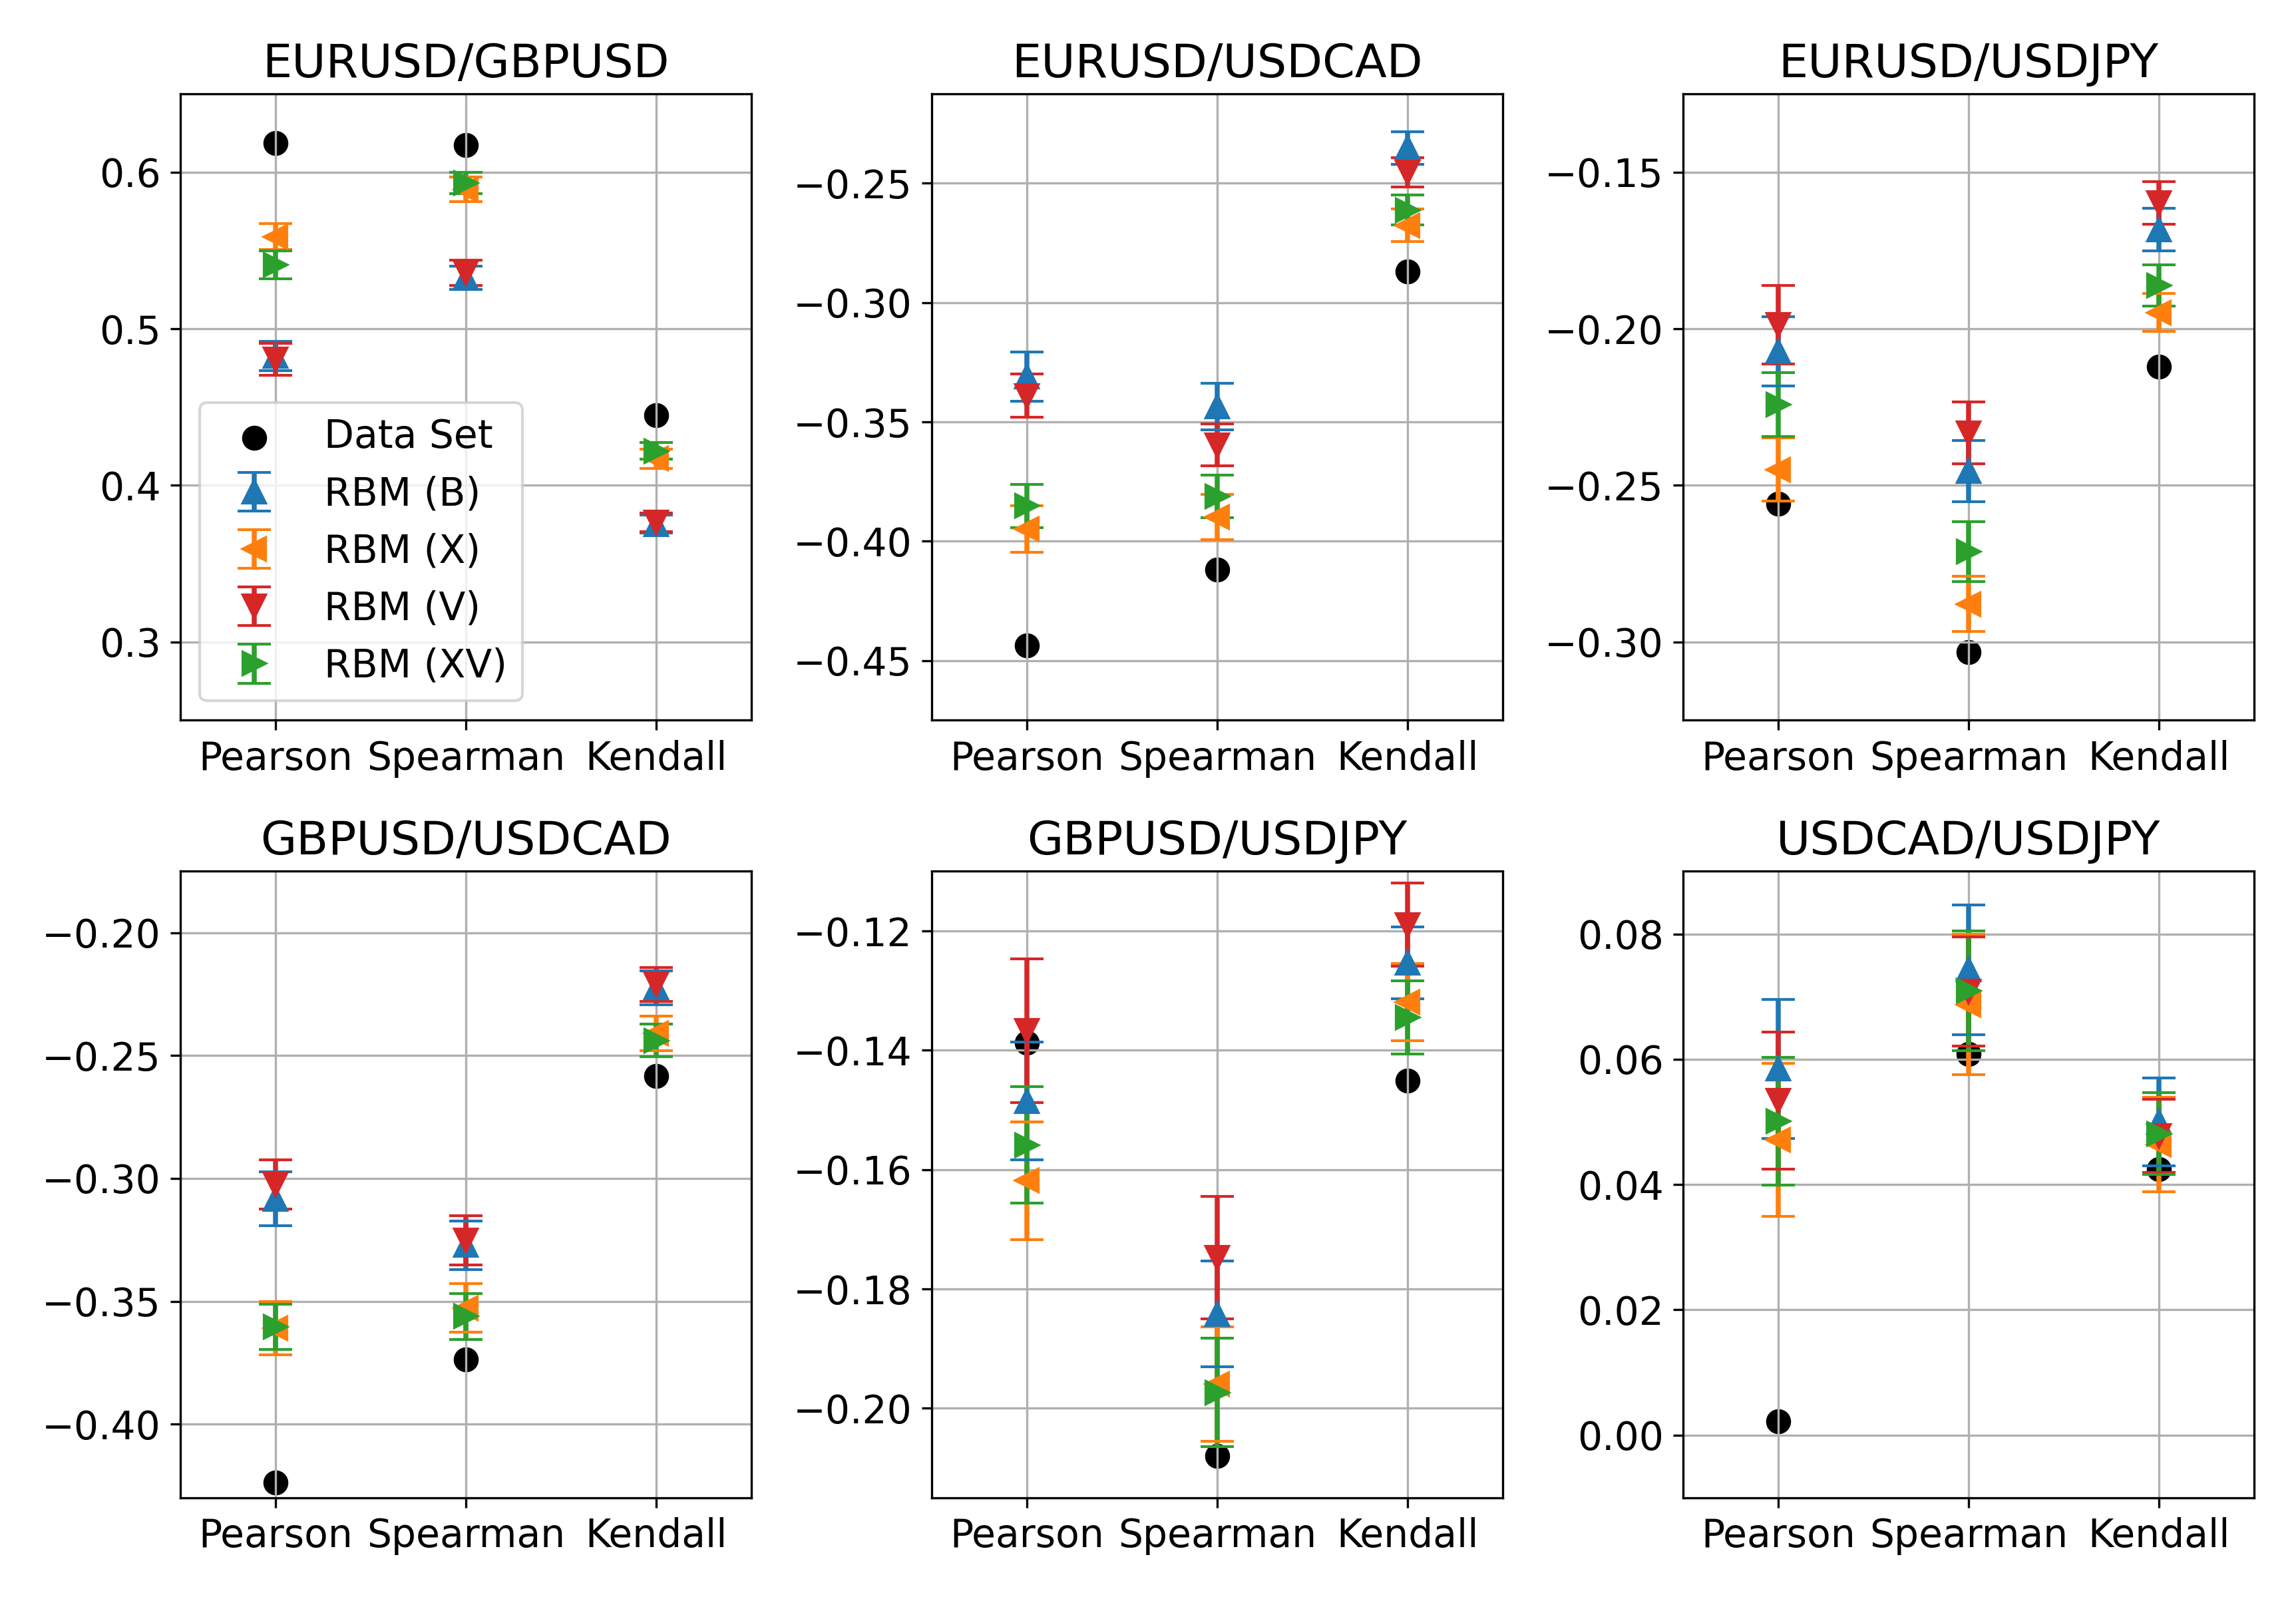 EURUSD/GBPUSD
0.6
0.5
0.4
0.3
Data Set
RBM (B)
RBM (X)
RBM (V)
RBM (XV)
Pearson Spearman Kendall
EURUSD/USDCAD
−0.25
−0.30
−0.35
−0.40
−0.45
Pearson Spearman Kendall
EURUSD/USDJPY
−0.15
−0.20
−0.25
−0.30
Pearson Spearman Kendall
GBPUSD/USDCAD
−0.20
−0.25
−0.30
−0.35
−0.40
Pearson Spearman Kendall
GBPUSD/USDJPY
−0.12
−0.14
−0.16
−0.18
−0.20
Pearson Spearman Kendall
USDCAD/USDJPY
0.08
0.06
0.04
0.02
0.00
Pearson Spearman Kendall